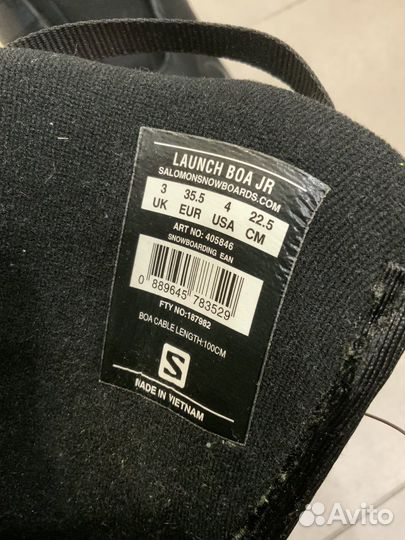 LAUNCH BOA JR
SALOMONSNOWBOARDS.COM
3 35.5 4 22.5
UK EUR USA CM
ART NO: 405846
SNOWBOARDING EAN
0 889645 783529
FTY NO:187982
BOA CABLE LENGTH:100CM
S
MADE IN VIETNAM
Avito